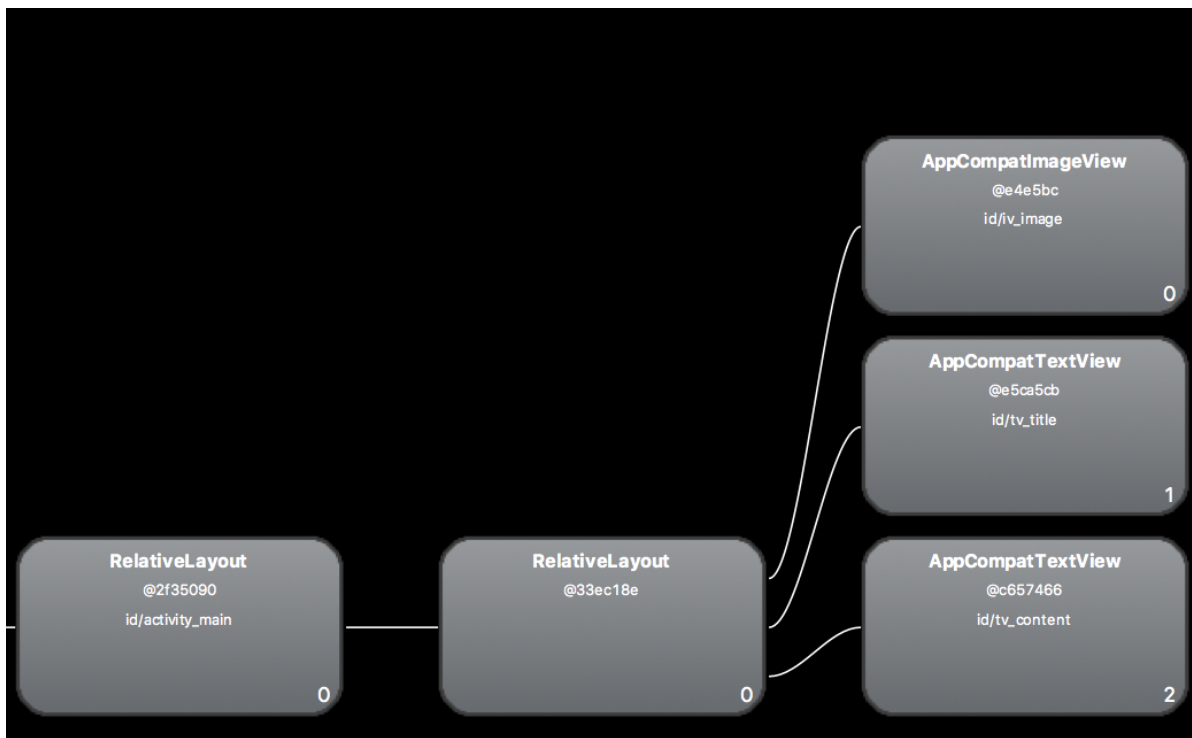 AppCompatImageView
@e4e5bc
id/iv_image
0
AppCompatTextView
@e5ca5cb
id/tv_title
1
RelativeLayout
@2f35090
id/activity_main
0
RelativeLayout
@33ec18e
0
AppCompatTextView
@c657466
id/tv_content
2